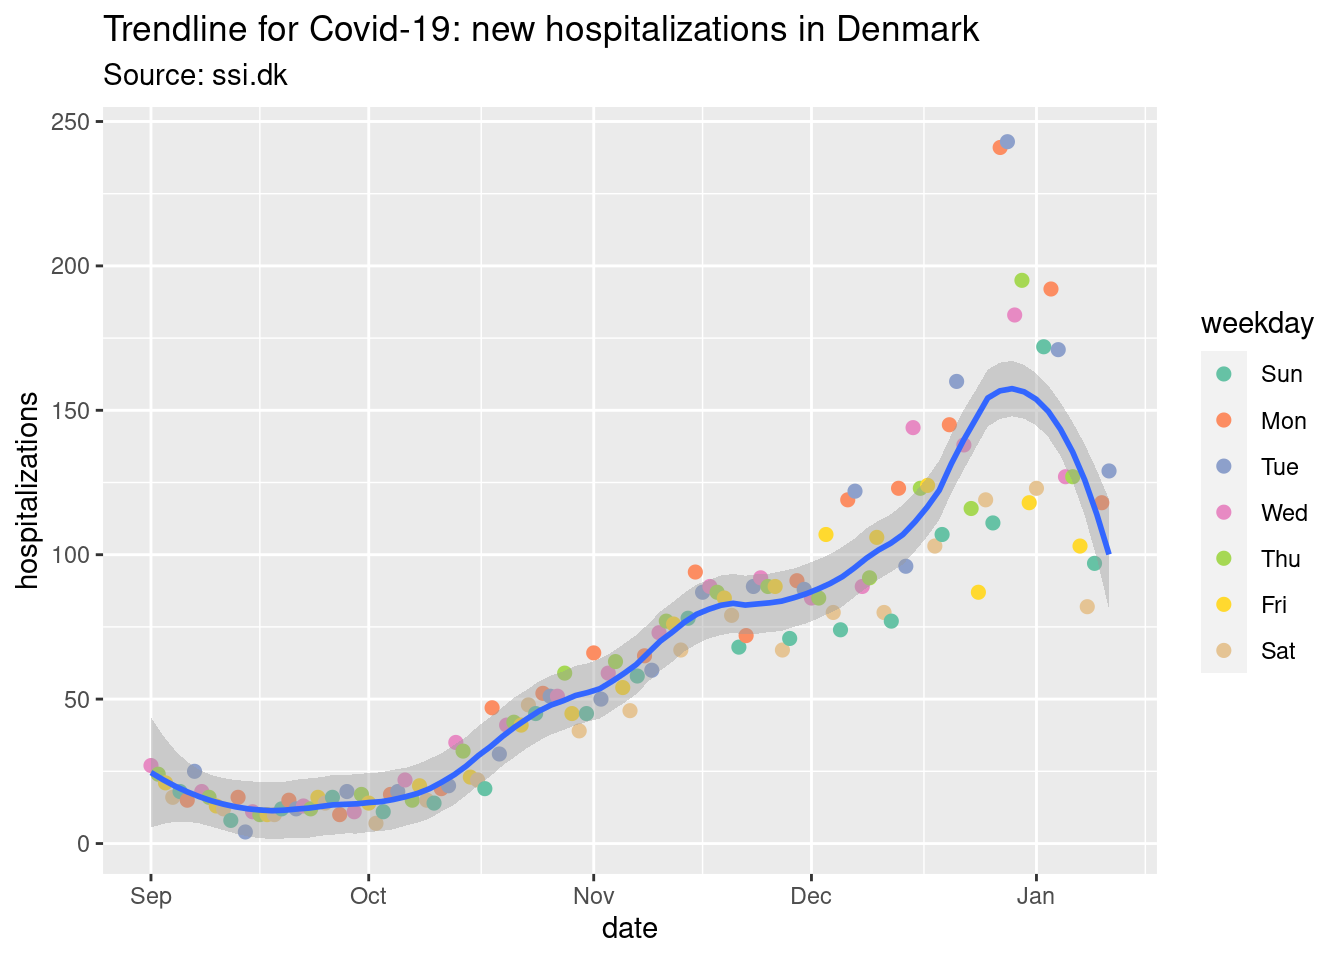 Trendline for Covid-19: new hospitalizations in Denmark
Source: ssi.dk
250
200
150
100
50
0
hospitalizations
Sep Oct Nov Dec Jan
date
weekday
Sun
Mon
Tue
Wed
Thu
Fri
Sat